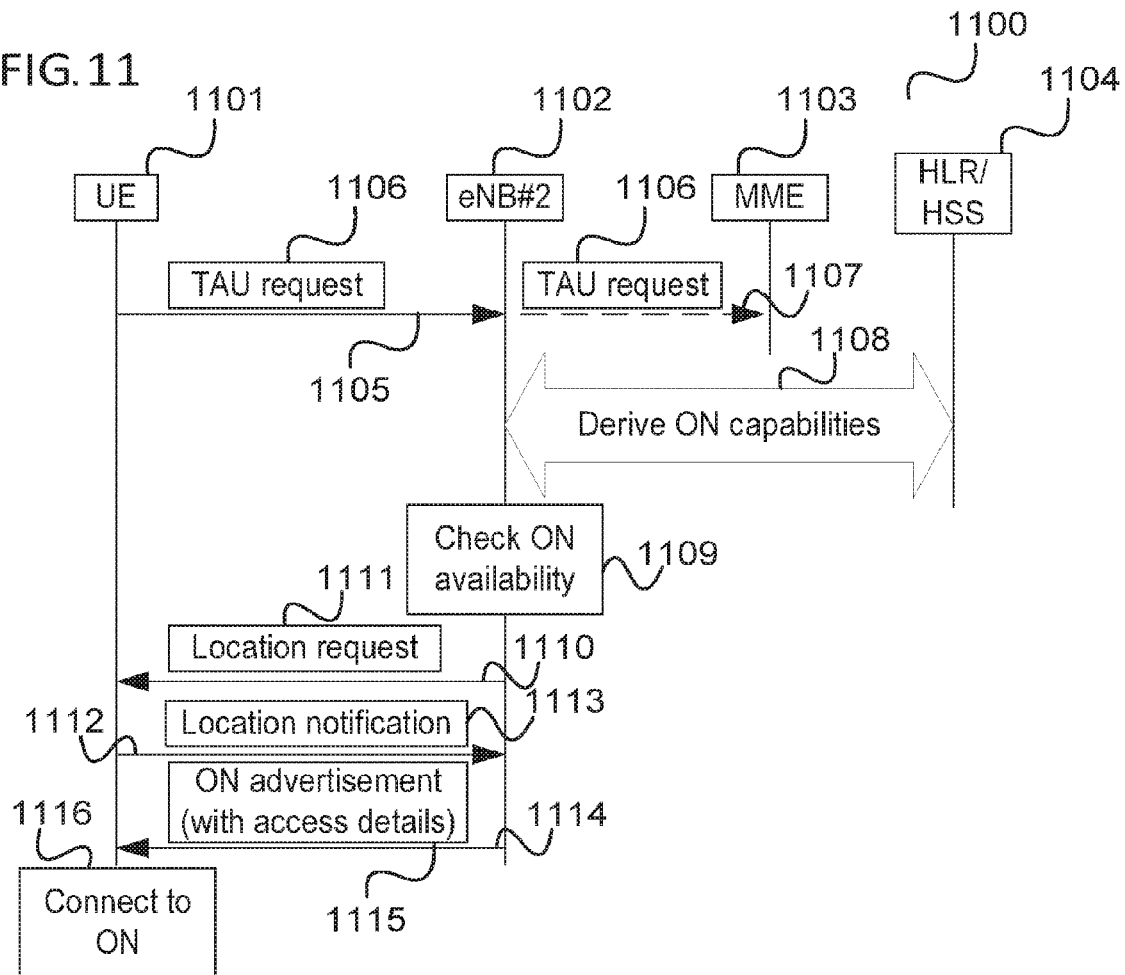 FIG. 11
1100
1101
1102
1103
1104
UE
eNB#2
MME
HLR/
HSS
1106
1106
TAU request
TAU request
1107
1105
1108
Derive ON capabilities
Check ON
availability
1109
1111
Location request
1110
1112
Location notification
1113
ON advertisement
(with access details)
1114
1116
1115
Connect to
ON